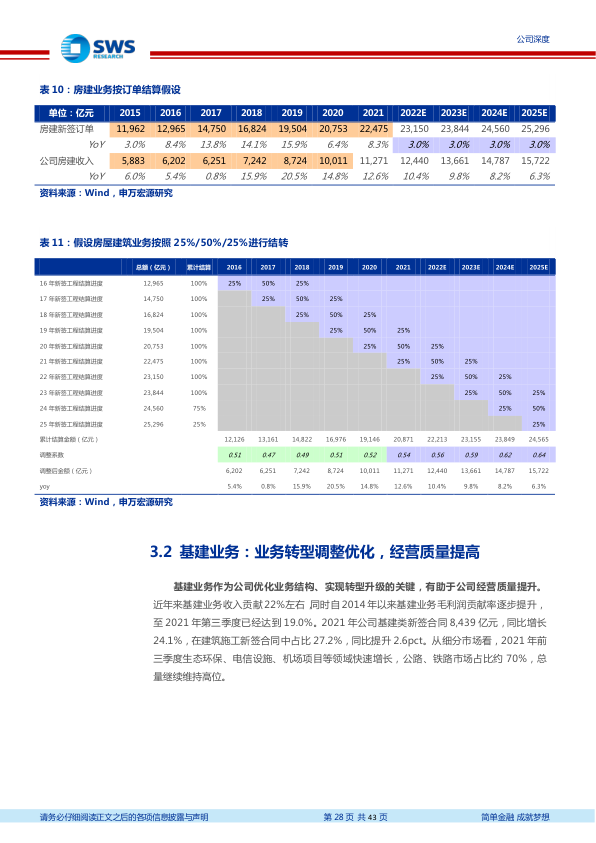 SWS
RESEARCH
公司深度
表 10：房建业务按订单结算假设
单位：亿元 2015 2016 2017 2018 2019 2020 2021 2022E 2023E 2024E 2025E
房建新签订单 11,962 12,965 14,750 16,824 19,504 20,753 22,475 23,150 23,844 24,560 25,296
YoY 3.0% 8.4% 13.8% 14.1% 15.9% 6.4% 8.3% 3.0% 3.0% 3.0% 3.0%
公司房建收入 5,883 6,202 6,251 7,242 8,724 10,011 11,271 12,440 13,661 14,787 15,722
YoY 6.0% 5.4% 0.8% 15.9% 20.5% 14.8% 12.6% 10.4% 9.8% 8.2% 6.3%
资料来源：Wind，申万宏源研究
表 11：假设房屋建筑业务按照 25%/50%/25%进行结转
总额（亿元） 累计结算 2016 2017 2018 2019 2020 2021 2022E 2023E 2024E 2025E
16 年新签工程结算进度 12,965 100% 25% 50% 25%
17 年新签工程结算进度 14,750 100% 25% 50% 25%
18 年新签工程结算进度 16,824 100% 25% 50% 25%
19 年新签工程结算进度 19,504 100% 25% 50% 25%
20 年新签工程结算进度 20,753 100% 25% 50% 25%
21 年新签工程结算进度 22,475 100% 25% 50% 25%
22 年新签工程结算进度 23,150 100% 25% 50% 25%
23 年新签工程结算进度 23,844 100% 25% 50% 25%
24 年新签工程结算进度 24,560 75% 25% 50%
25 年新签工程结算进度 25,296 25% 25%
累计结算金额（亿元） 12,126 13,161 14,822 16,976 19,146 20,871 22,213 23,155 23,849 24,565
调整系数 0.51 0.47 0.49 0.51 0.52 0.54 0.56 0.59 0.62 0.64
调整后金额（亿元） 6,202 6,251 7,242 8,724 10,011 11,271 12,440 13,661 14,787 15,722
yoy 5.4% 0.8% 15.9% 20.5% 14.8% 12.6% 10.4% 9.8% 8.2% 6.3%
资料来源：Wind，申万宏源研究
3.2 基建业务：业务转型调整优化，经营质量提高
基建业务作为公司优化业务结构、实现转型升级的关键，有助于公司经营质量提升。
近年来基建业务收入贡献 22%左右，同时自 2014 年以来基建业务毛利润贡献率逐步提升，
至 2021 年第三季度已经达到 19.0%。2021 年公司基建类新签合同 8,439 亿元，同比增长
24.1%，在建筑施工新签合同中占比 27.2%，同比提升 2.6pct。从细分市场看，2021 年前
三季度生态环保、电信设施、机场项目等领域快速增长，公路、铁路市场占比约 70%，总
量继续维持高位。
请务必仔细阅读正文之后的各项信息披露与声明 第 28 页 共 43 页 简单金融 成就梦想